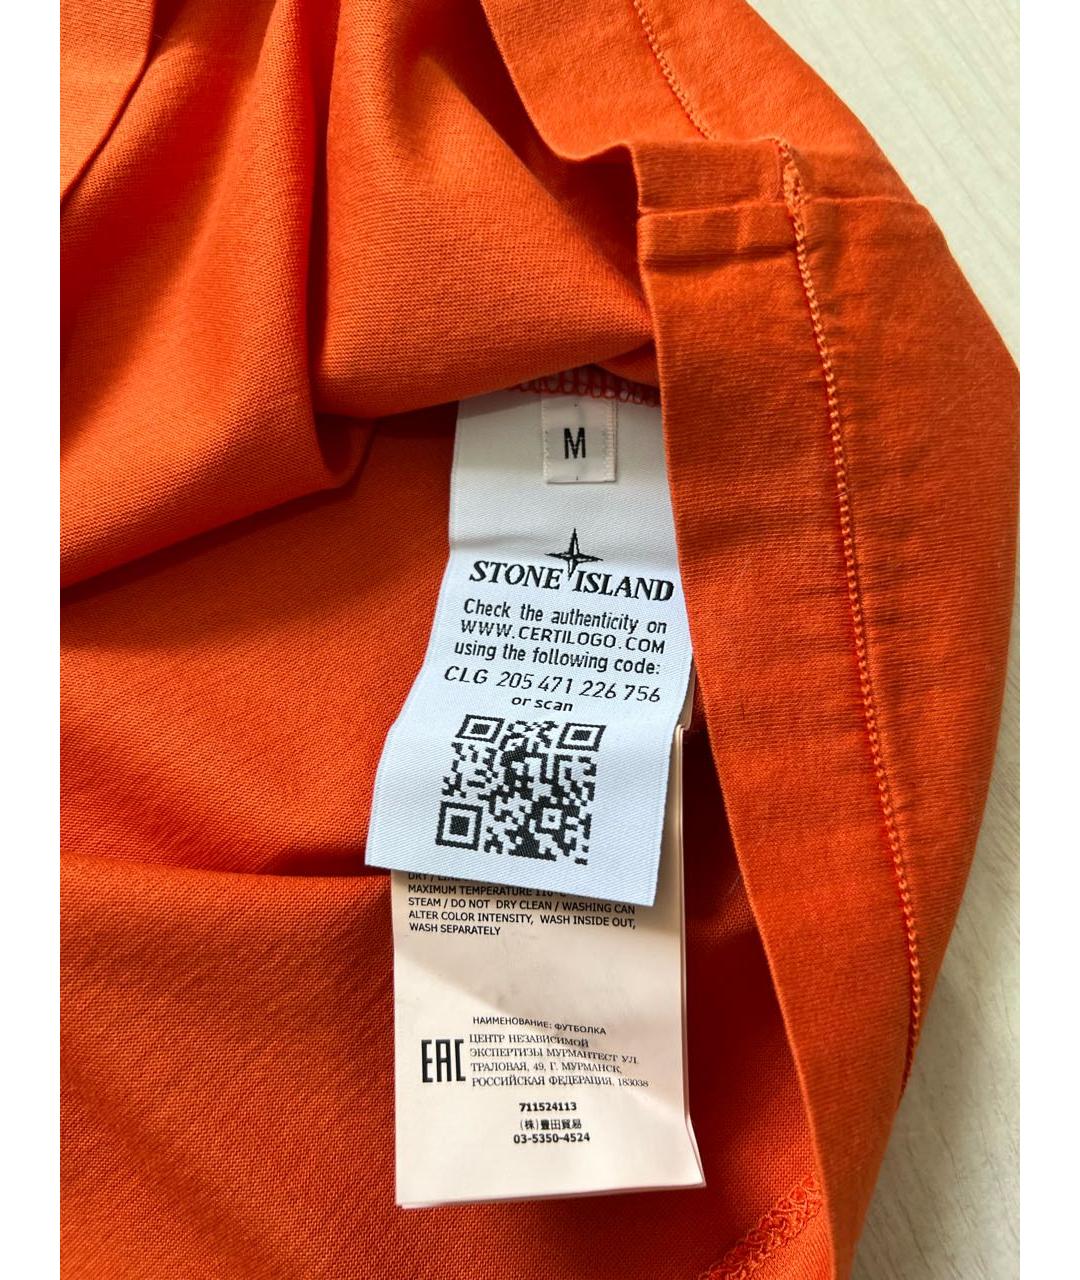 M
STONE ISLAND
Check the authenticity on
WWW.CERTILOGO.COM
using the following code:
CLG 205 471 226 756
or scan
MAXIMUM TEMPERATURE 110
STEAM / DO NOT DRY CLEAN / WASHING CAN
ALTER COLOR INTENSITY, WASH INSIDE OUT,
WASH SEPARATELY
НАИМЕНОВАНИЕ: ФУТБОЛКА
EAC
ЦЕНТР НЕЗАВИСИМОЙ
ЭКСПЕРТИЗЫ МУРМАНТЕСТ УЛ.
ТРАЛОВАЯ, 49, Г. МУРМАНСК,
РОССИЙСКАЯ ФЕДЕРАЦИЯ, 183038
711524113
(株)豊田貿易
03-5350-4524